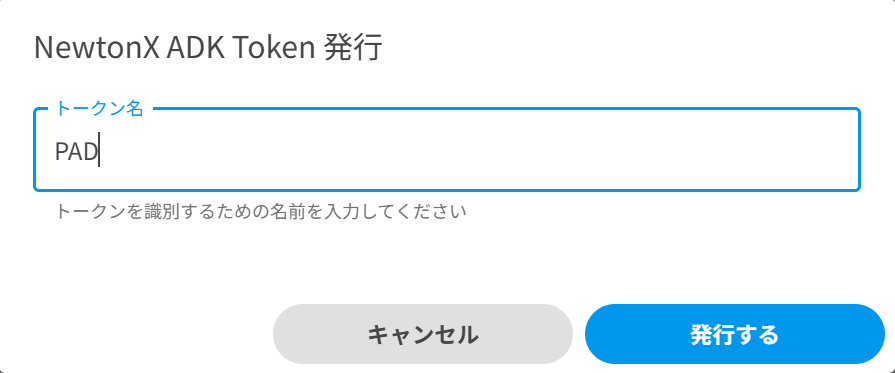 NewtonX ADK Token 発行
トークン名
PAD
トークンを識別するための名前を入力してください
キャンセル
発行する